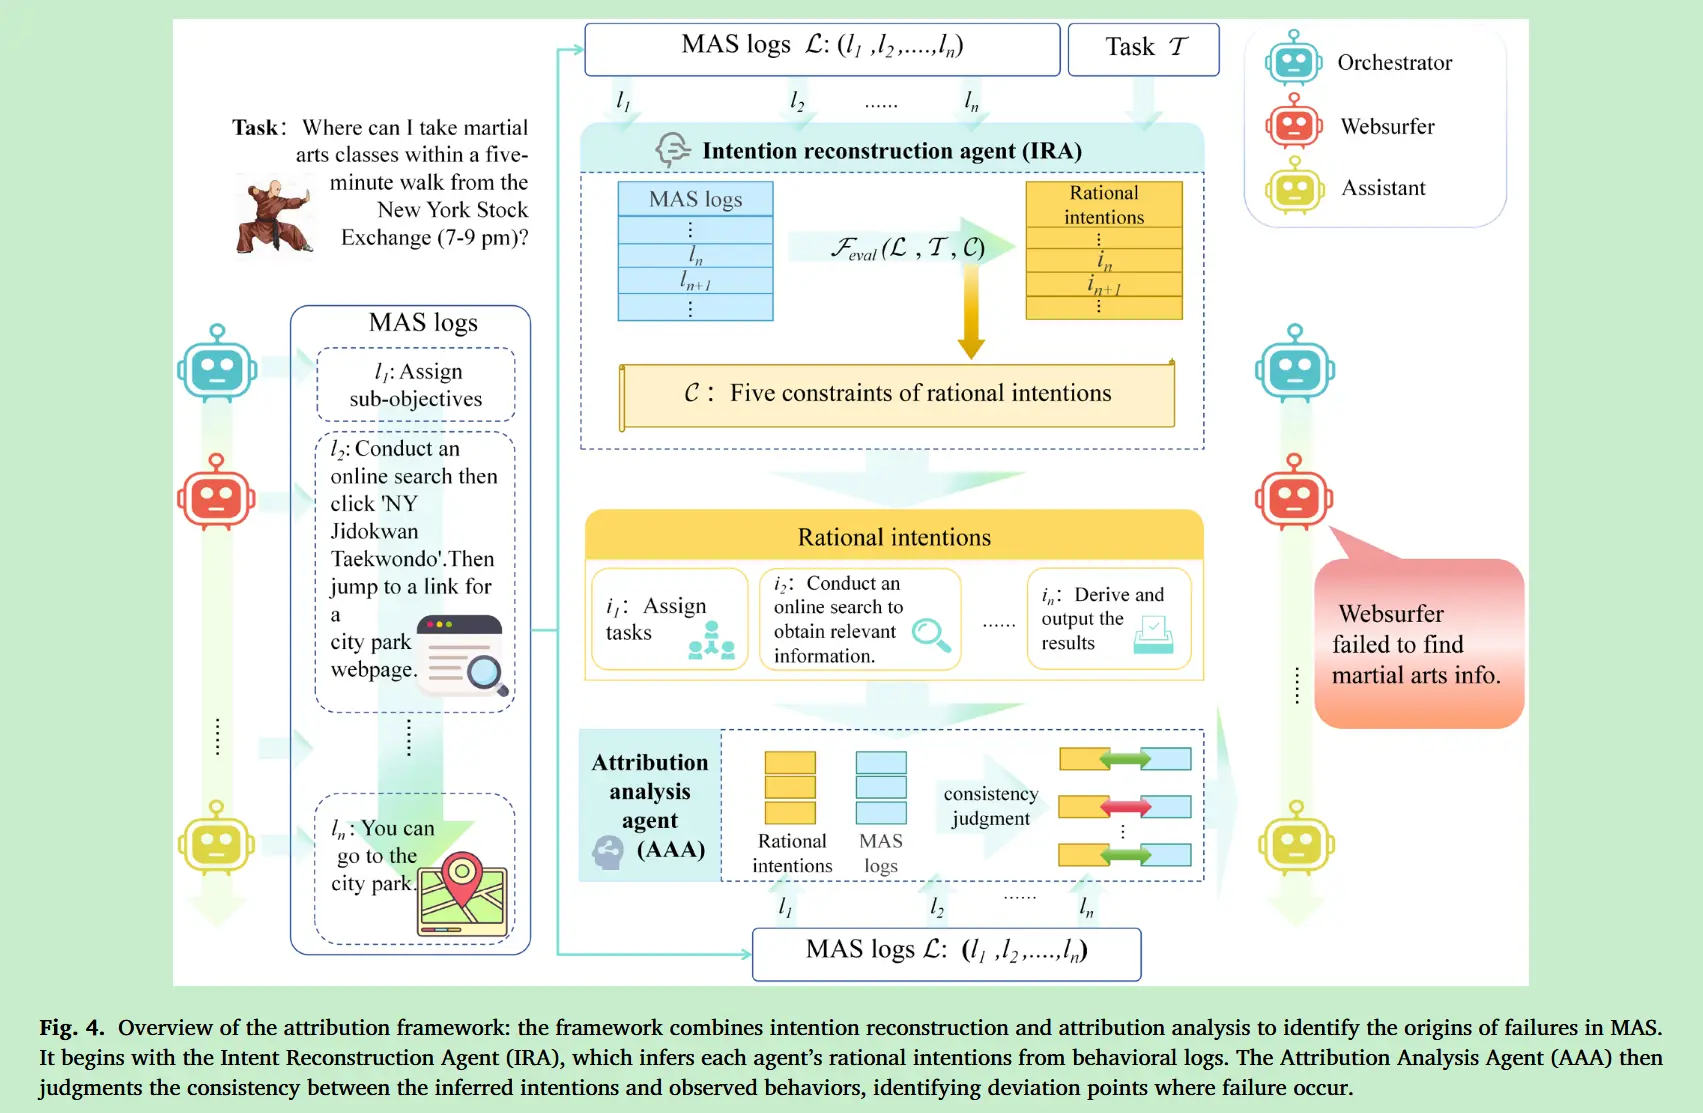 MAS logs ℒ: (l1 ,l2,....,ln)
Task 𝒯
l1
l2
......
ln
Orchestrator
Websurfer
Assistant
Task: Where can I take martial
arts classes within a five-
minute walk from the
New York Stock
Exchange (7-9 pm)?
Intention reconstruction agent (IRA)
MAS logs
⋮
ln
ln+1
⋮
ℱeval (ℒ , 𝒯 , 𝒞)
Rational
intentions
⋮
in
in+1
⋮
𝒞 : Five constraints of rational intentions
MAS logs
l1: Assign
sub-objectives
l2: Conduct an
online search then
click 'NY
Jidokwan
Taekwondo'.Then
jump to a link for
a
city park
webpage.
......
......
ln : You can
go to the
city park.
Rational intentions
i1: Assign
tasks
i2: Conduct an
online search to
obtain relevant
information.
......
in: Derive and
output the
results
Attribution
analysis
agent
(AAA)
Rational
intentions
MAS
logs
consistency
judgment
⋮
l1
l2
......
ln
MAS logs ℒ: (l1 ,l2,....,ln)
......
Websurfer
failed to find
martial arts info.
Fig. 4. Overview of the attribution framework: the framework combines intention reconstruction and attribution analysis to identify the origins of failures in MAS.
It begins with the Intent Reconstruction Agent (IRA), which infers each agent's rational intentions from behavioral logs. The Attribution Analysis Agent (AAA) then
judgments the consistency between the inferred intentions and observed behaviors, identifying deviation points where failure occur.